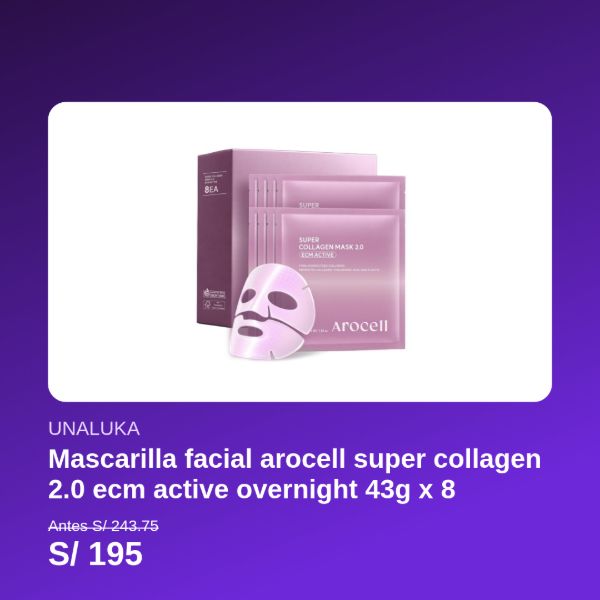 8EA
SUPER
SUPER
COLLAGEN MASK 2.0
ECM ACTIVE
Arocell
UNALUKA
Mascarilla facial arocell super collagen
2.0 ecm active overnight 43g x 8
Antes S/ 243.75
S/ 195